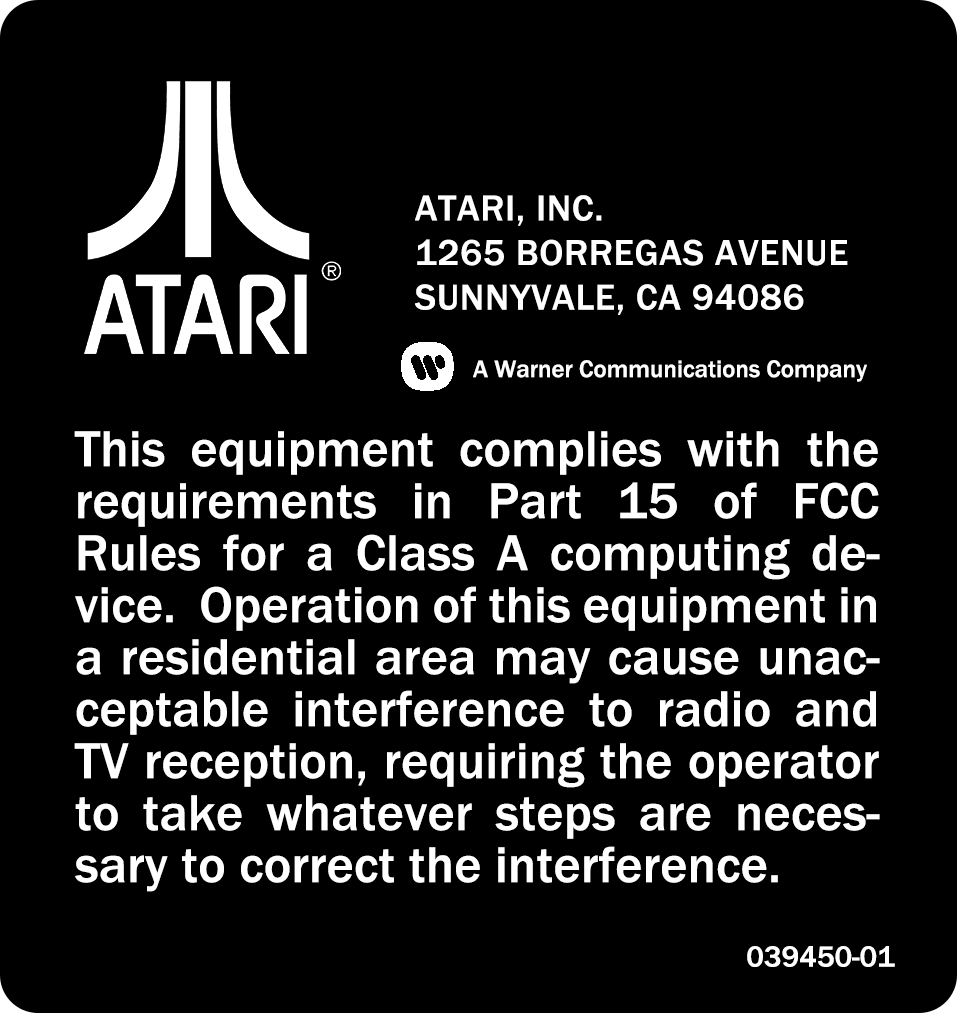 ATARI®
ATARI, INC.
1265 BORREGAS AVENUE
SUNNYVALE, CA 94086
A Warner Communications Company
This equipment complies with the
requirements in Part 15 of FCC
Rules for a Class A computing de-
vice.  Operation of this equipment in
a residential area may cause unac-
ceptable interference to radio and
TV reception, requiring the operator
to take whatever steps are neces-
sary to correct the interference.
039450-01